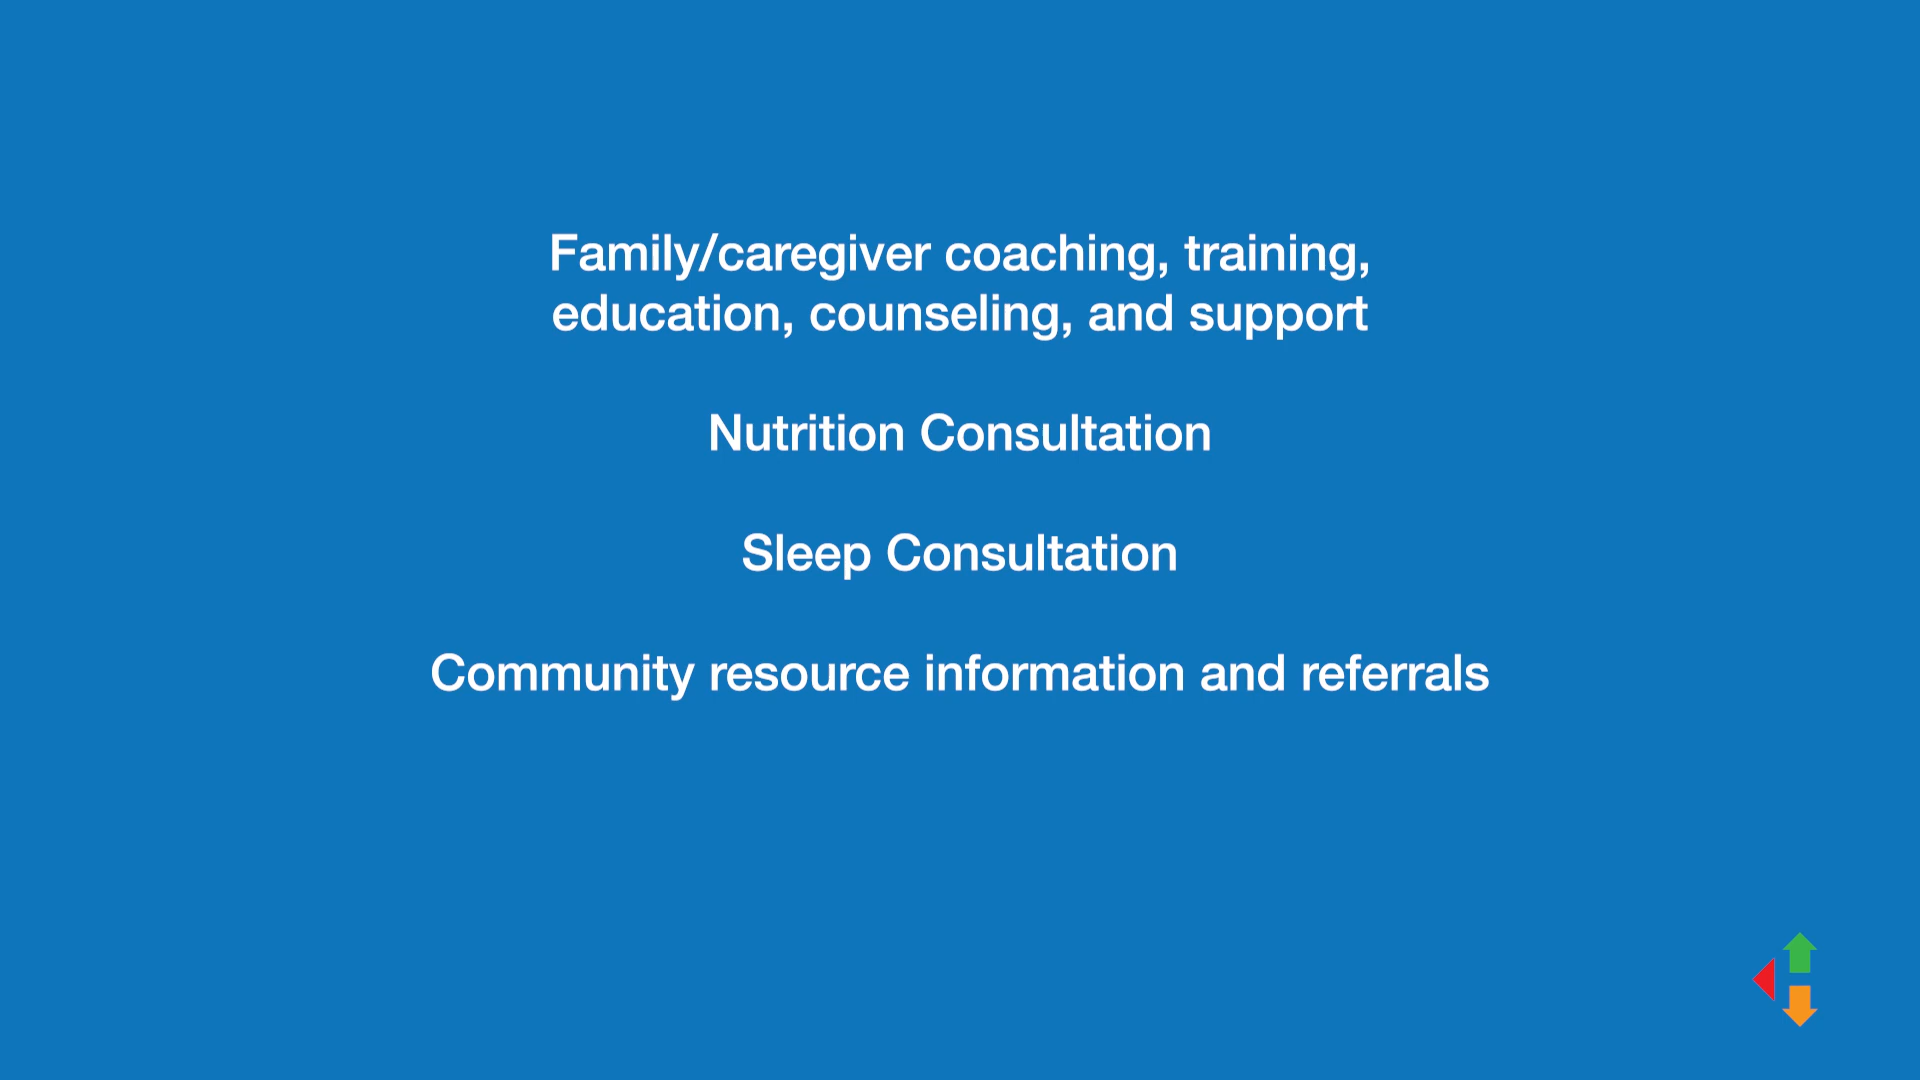 Family/caregiver coaching, training,
education, counseling, and support
Nutrition Consultation
Sleep Consultation
Community resource information and referrals